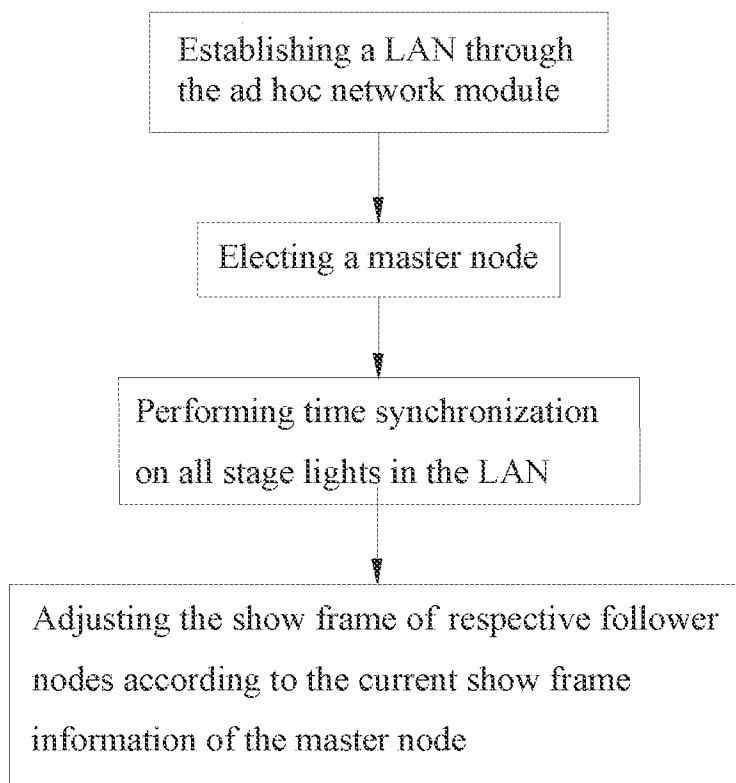 Establishing a LAN through
the ad hoc network module
Electing a master node
Performing time synchronization
on all stage lights in the LAN
Adjusting the show frame of respective follower
nodes according to the current show frame
information of the master node